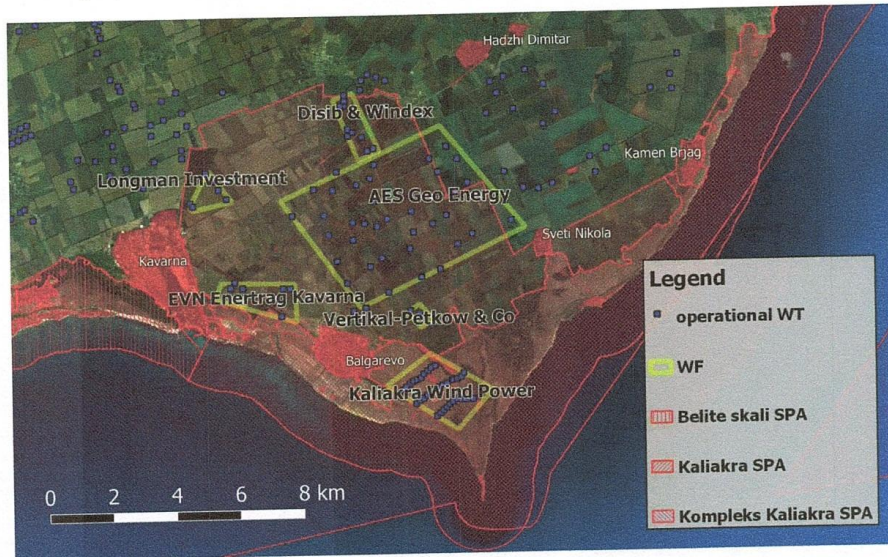 Hadzhi Dimitar
Disib & Windex
Kamen Brjag
Longman Investment
AES Geo Energy
Sveti Nikola
Kavarna
EVN Enertrag Kavarna
Vertikal-Petkow & Co
Balgarevo
Kaliakra Wind Power
Legend
operational WT
WF
Belite skali SPA
Kaliakra SPA
Kompleks Kaliakra SPA
0 2 4 6 8 km